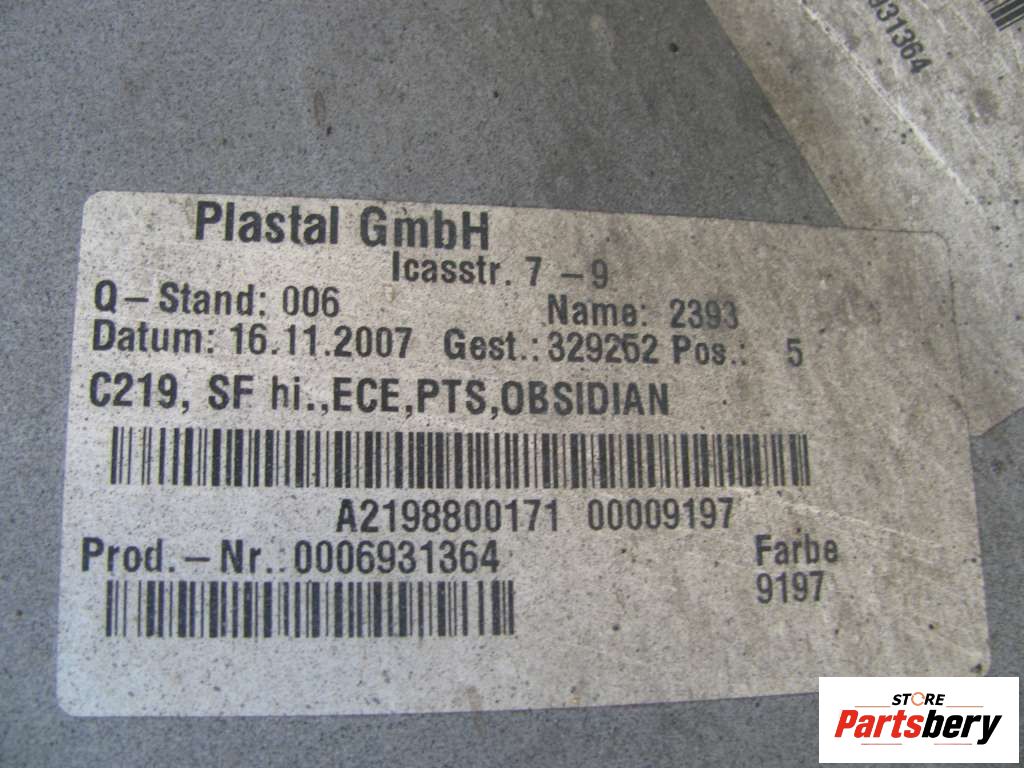 931364
Plastal GmbH
Icasstr. 7 - 9
Q-Stand: 006 Name: 2393
Datum: 16.11.2007 Gest.: 329262 Pos.: 5
C219, SF hi.,ECE,PTS,OBSIDIAN
A2198800171 00009197
Prod.-Nr.:0006931364 Farbe
9197
STORE
Partsbery